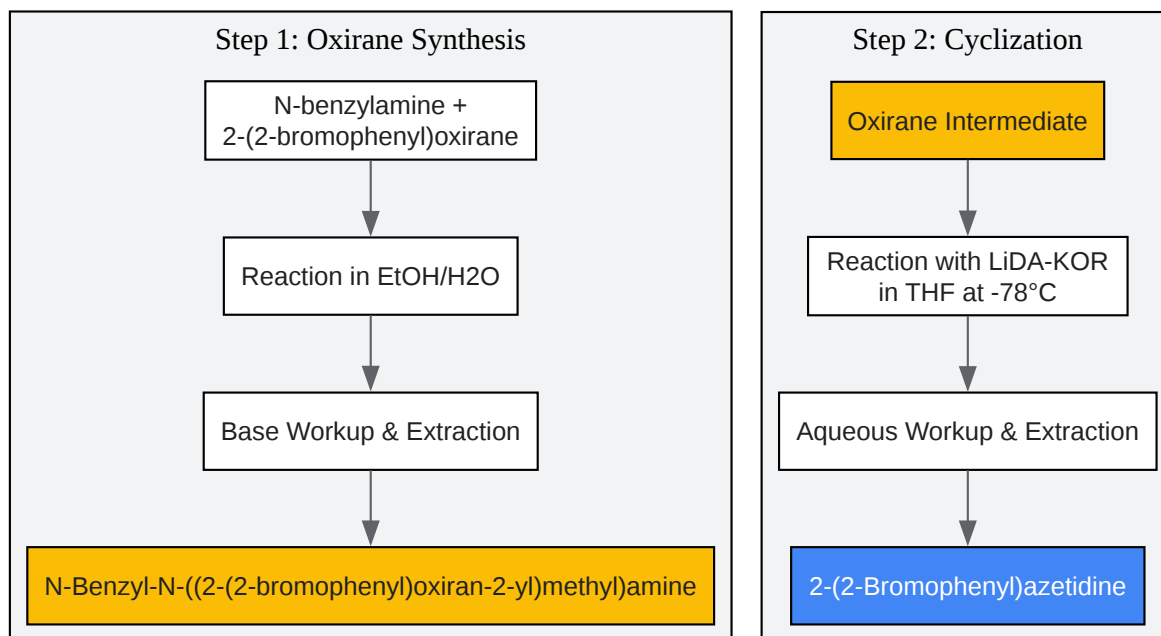 Step 1: Oxirane Synthesis
N-benzylamine +
2-(2-bromophenyl)oxirane
Reaction in EtOH/H2O
Base Workup & Extraction
N-Benzyl-N-((2-(2-bromophenyl)oxiran-2-yl)methyl)amine
Step 2: Cyclization
Oxirane Intermediate
Reaction with LiDA-KOR
in THF at -78°C
Aqueous Workup & Extraction
2-(2-Bromophenyl)azetidine